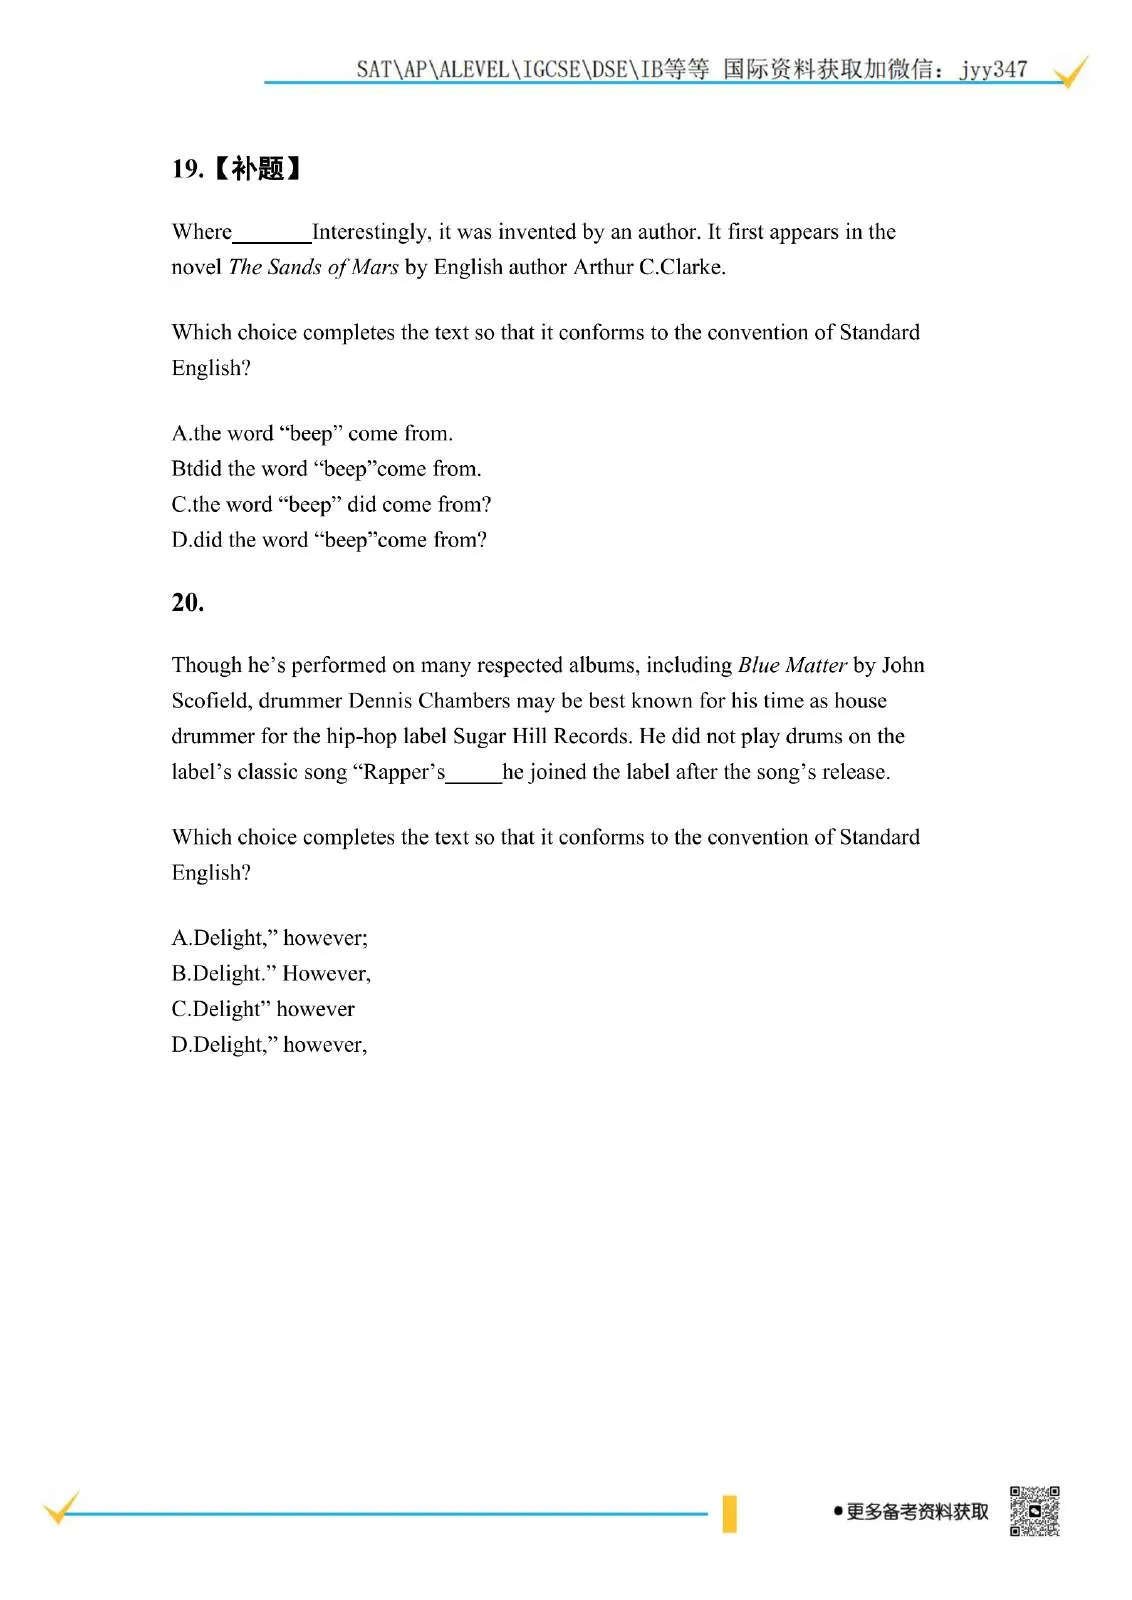 SAT\AP\ALEVEL\IGCSE\DSE\IB等等 国际资料获取加微信：jyy347
19.【补题】
Where_______Interestingly, it was invented by an author. It first appears in the
novel The Sands of Mars by English author Arthur C.Clarke.
Which choice completes the text so that it conforms to the convention of Standard
English?
A.the word “beep” come from.
Btdid the word “beep”come from.
C.the word “beep” did come from?
D.did the word “beep”come from?
20.
Though he’s performed on many respected albums, including Blue Matter by John
Scofield, drummer Dennis Chambers may be best known for his time as house
drummer for the hip-hop label Sugar Hill Records. He did not play drums on the
label’s classic song “Rapper’s_____he joined the label after the song’s release.
Which choice completes the text so that it conforms to the convention of Standard
English?
A.Delight,” however;
B.Delight.” However,
C.Delight” however
D.Delight,” however,
•更多备考资料获取